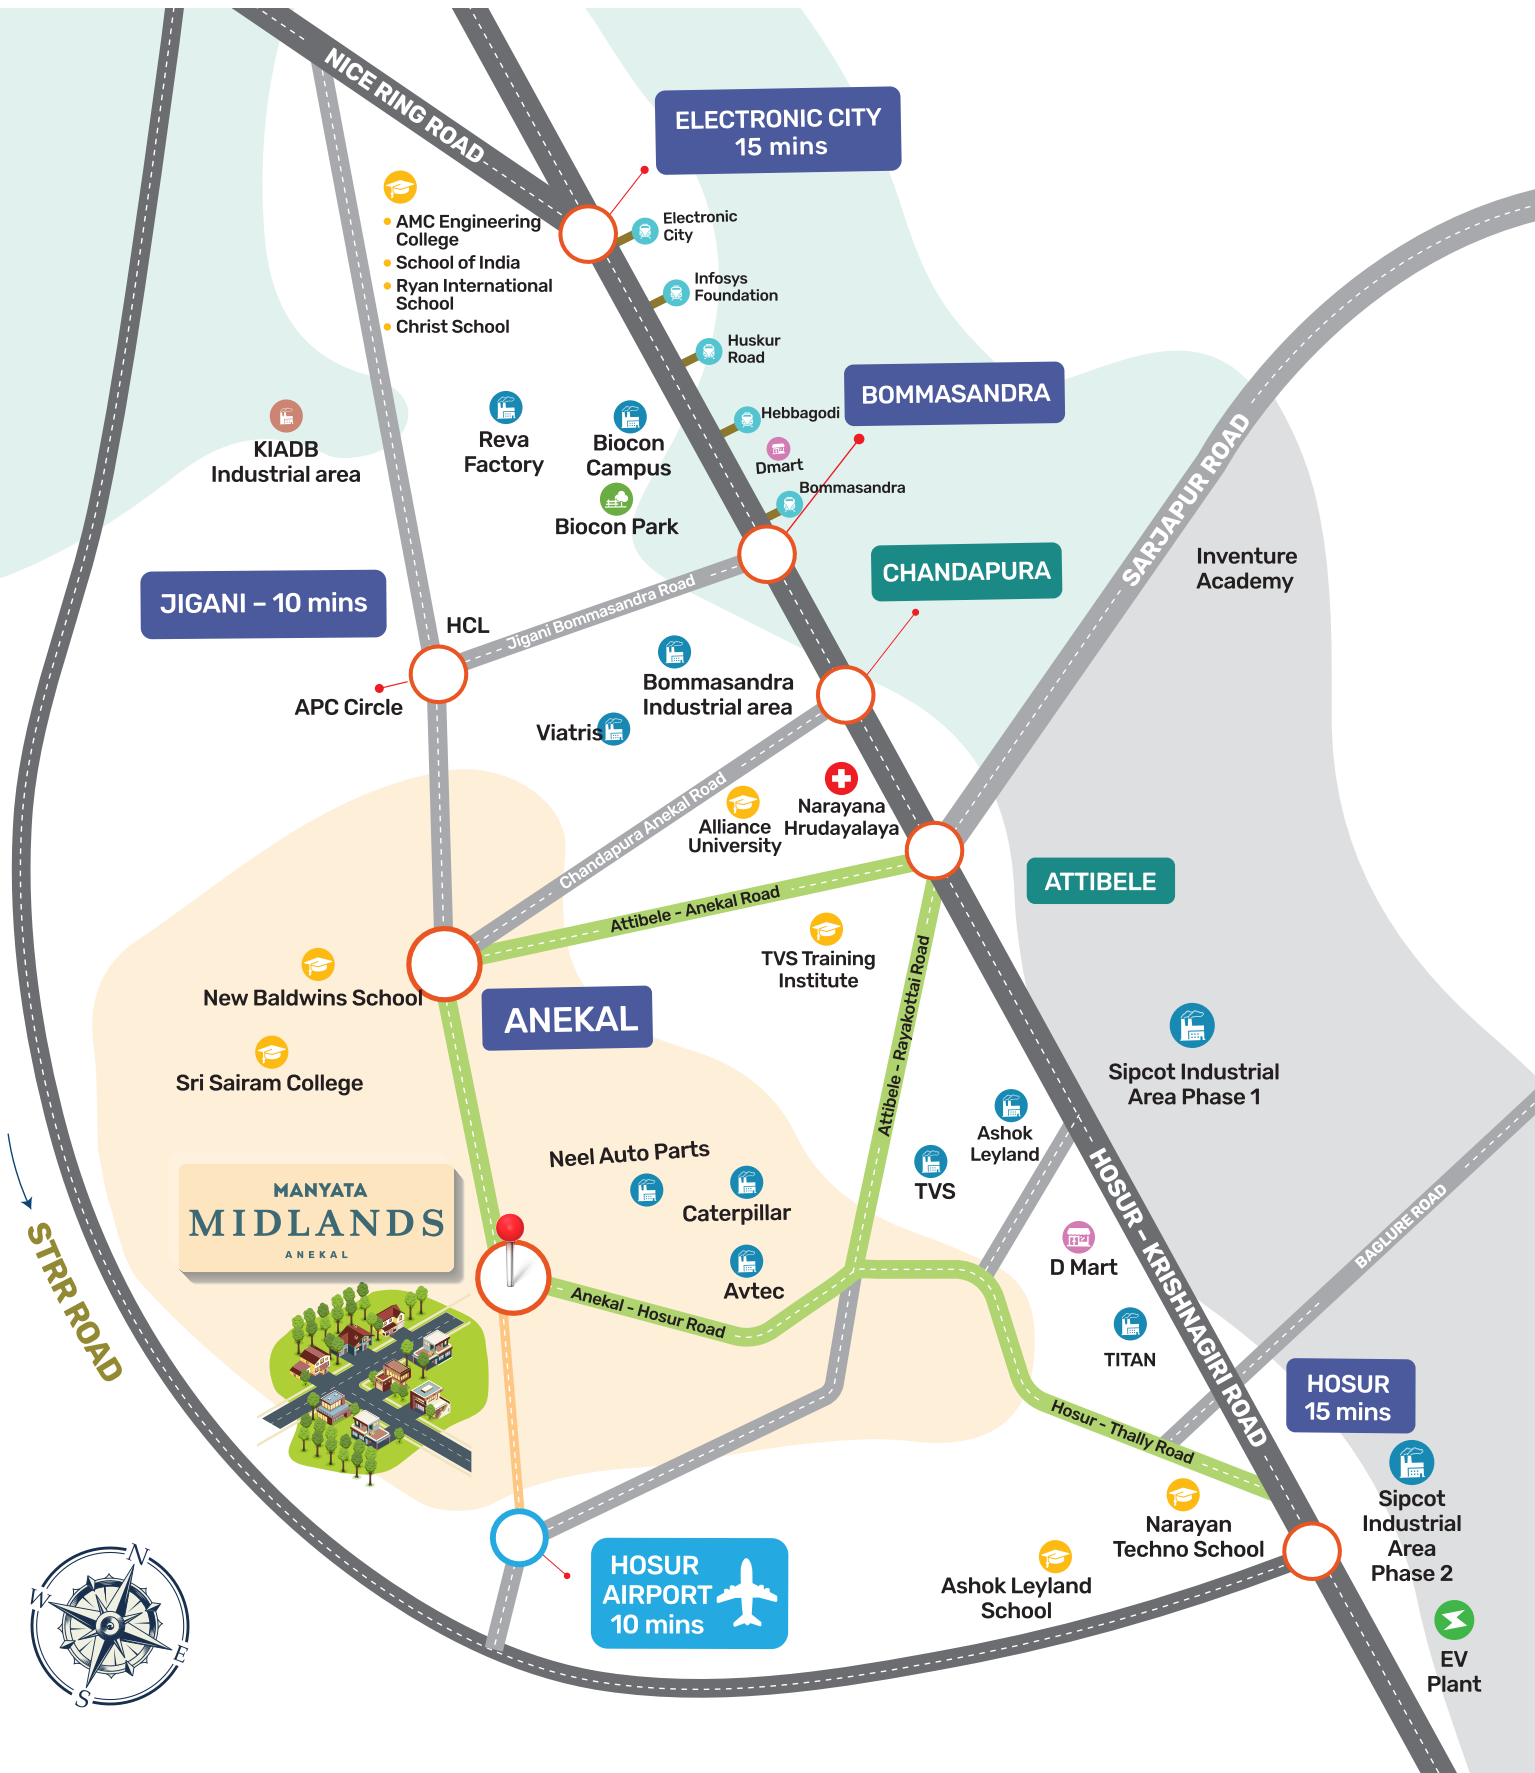 NICE RING ROAD
ELECTRONIC CITY
15 mins
AMC Engineering
College
School of India
Ryan International
School
Christ School
Electronic
City
Infosys
Foundation
Huskur
Road
Hebbagodi
BOMMASANDRA
Dmart
Bommasandra
KIADB
Industrial area
Reva
Factory
Biocon
Campus
Biocon Park
SARJAPUR ROAD
CHANDAPURA
Inventure
Academy
JIGANI – 10 mins
HCL
Jigani Bommasandra Road
APC Circle
Bommasandra
Industrial area
Viatris
Chandapura Anekal Road
Alliance
University
Narayana
Hrudayalaya
ATTIBELE
Attibele - Anekal Road
TVS Training
Institute
Attibele - Rayakottai Road
New Baldwins School
ANEKAL
Sri Sairam College
Sipcot Industrial
Area Phase 1
Ashok
Leyland
TVS
Neel Auto Parts
Caterpillar
Avtec
MANYATA
MIDLANDS
ANEKAL
STRR ROAD
HOSUR – KRISHNAGIRI ROAD
BAGLURE ROAD
D Mart
TITAN
Anekal - Hosur Road
Hosur - Thally Road
HOSUR
15 mins
Sipcot
Industrial
Area
Phase 2
Narayan
Techno School
Ashok Leyland
School
HOSUR
AIRPORT
10 mins
EV
Plant
N
W
E
S